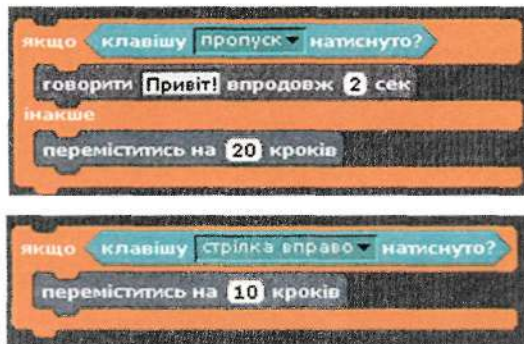 якщо клавішу пропуск натиснуто?
говорити Привіт! впродовж 2 сек
інакше
переміститись на 20 кроків
якщо клавішу стрілка вправо натиснуто?
переміститись на 10 кроків